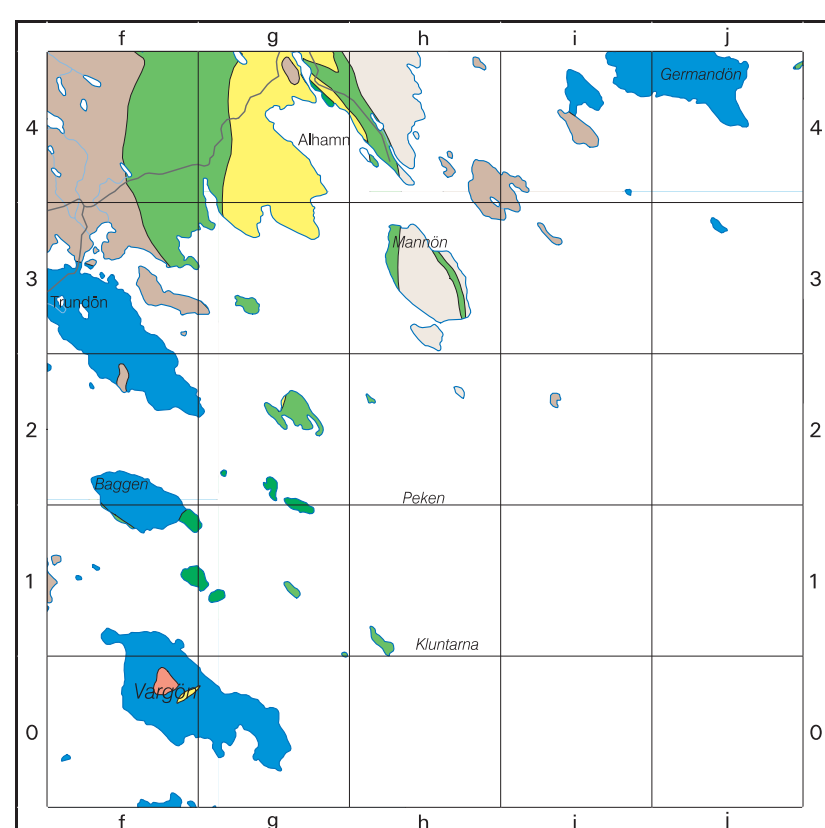 f g h i j
Germandön
4 4
Alhamn
Mannön
3 3
Trundön
2 2
Baggen
Peken
1 1
Kluntarna
Vargön
0 0
f g h i j